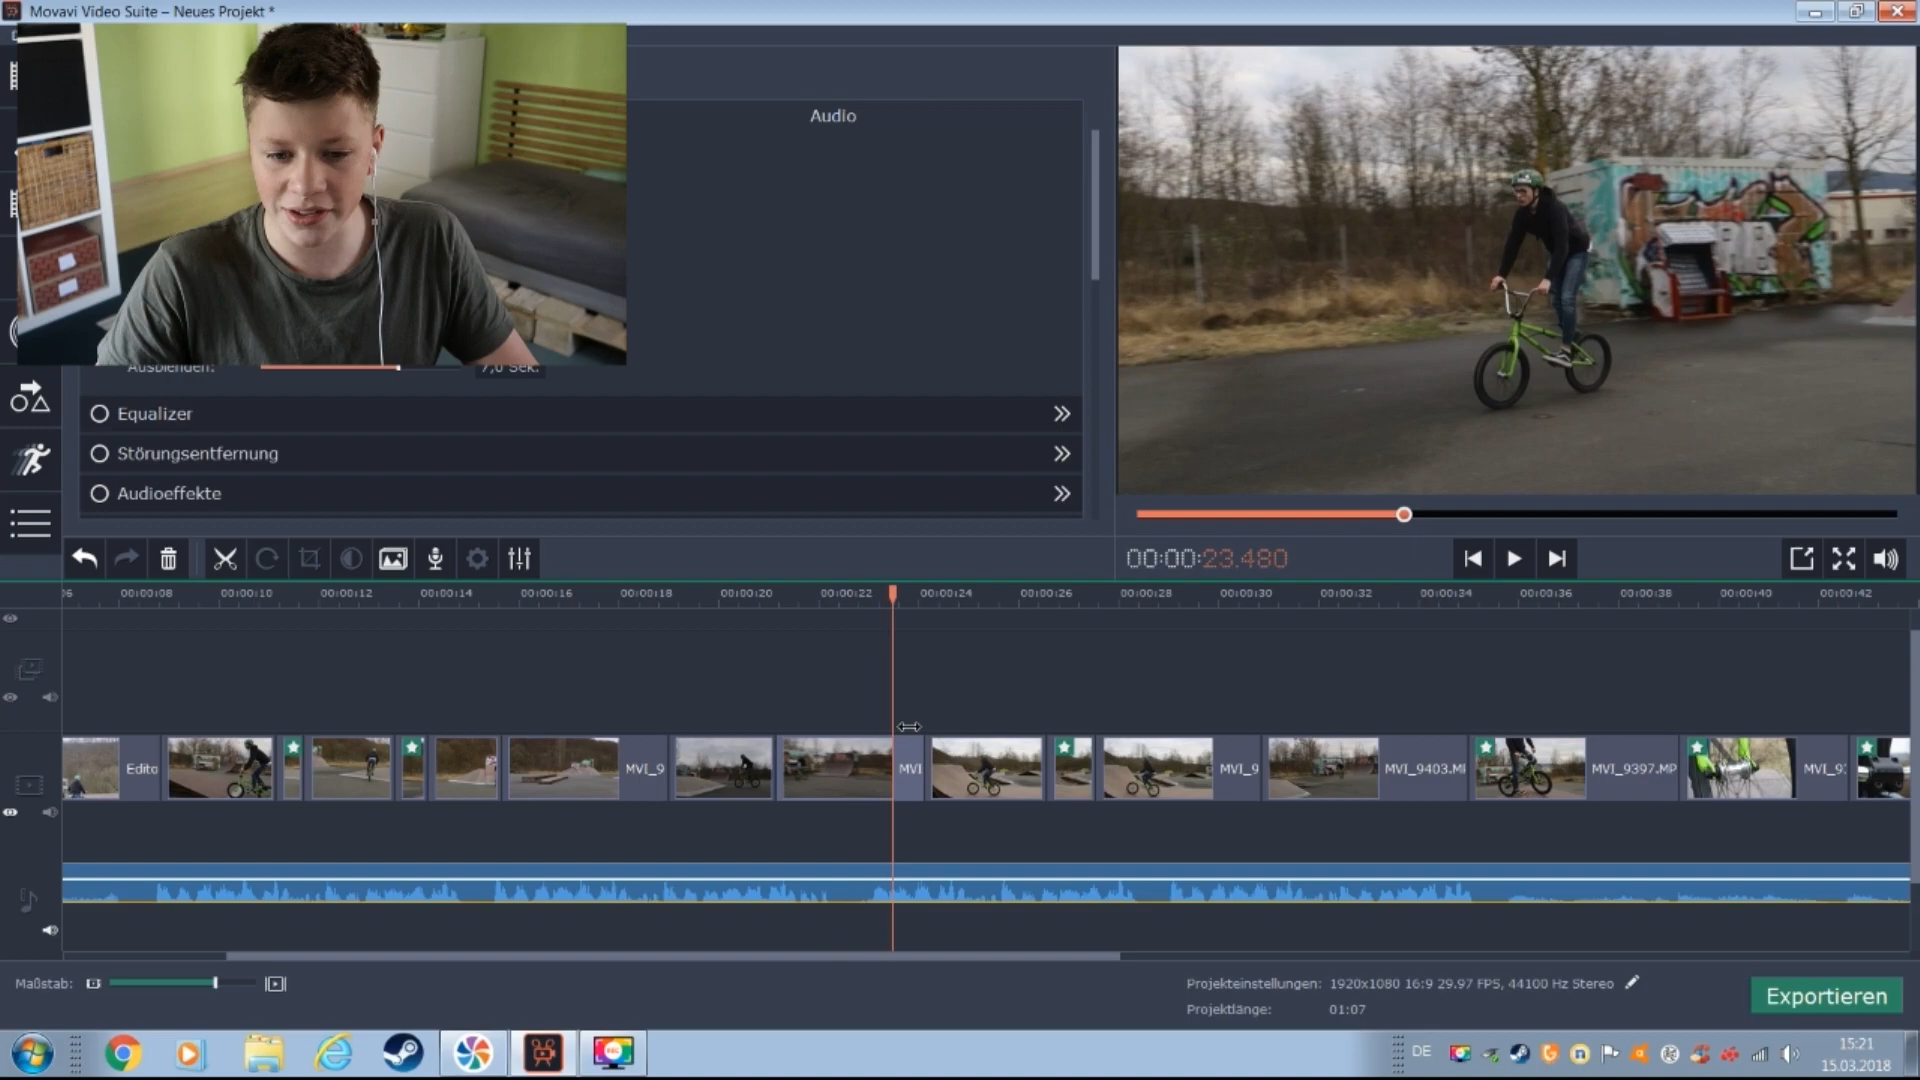 Movavi Video Suite – Neues Projekt *
Audio
Ausblenden:
7,0 Sek.
Equalizer
Störungsentfernung
Audioeffekte
00:00:23.480
00:00:08
00:00:10
00:00:12
00:00:14
00:00:16
00:00:18
00:00:20
00:00:22
00:00:24
00:00:26
00:00:28
00:00:30
00:00:32
00:00:34
00:00:36
00:00:38
00:00:40
00:00:42
Edito
MVI_9
MVI
MVI_9
MVI_9403.MP
MVI_9397.MP
MVI_9
Maßstab:
Projekteinstellungen: 1920x1080 16:9 29.97 FPS, 44100 Hz Stereo
Projektlänge: 01:07
Exportieren
DE
15:21
15.03.2018